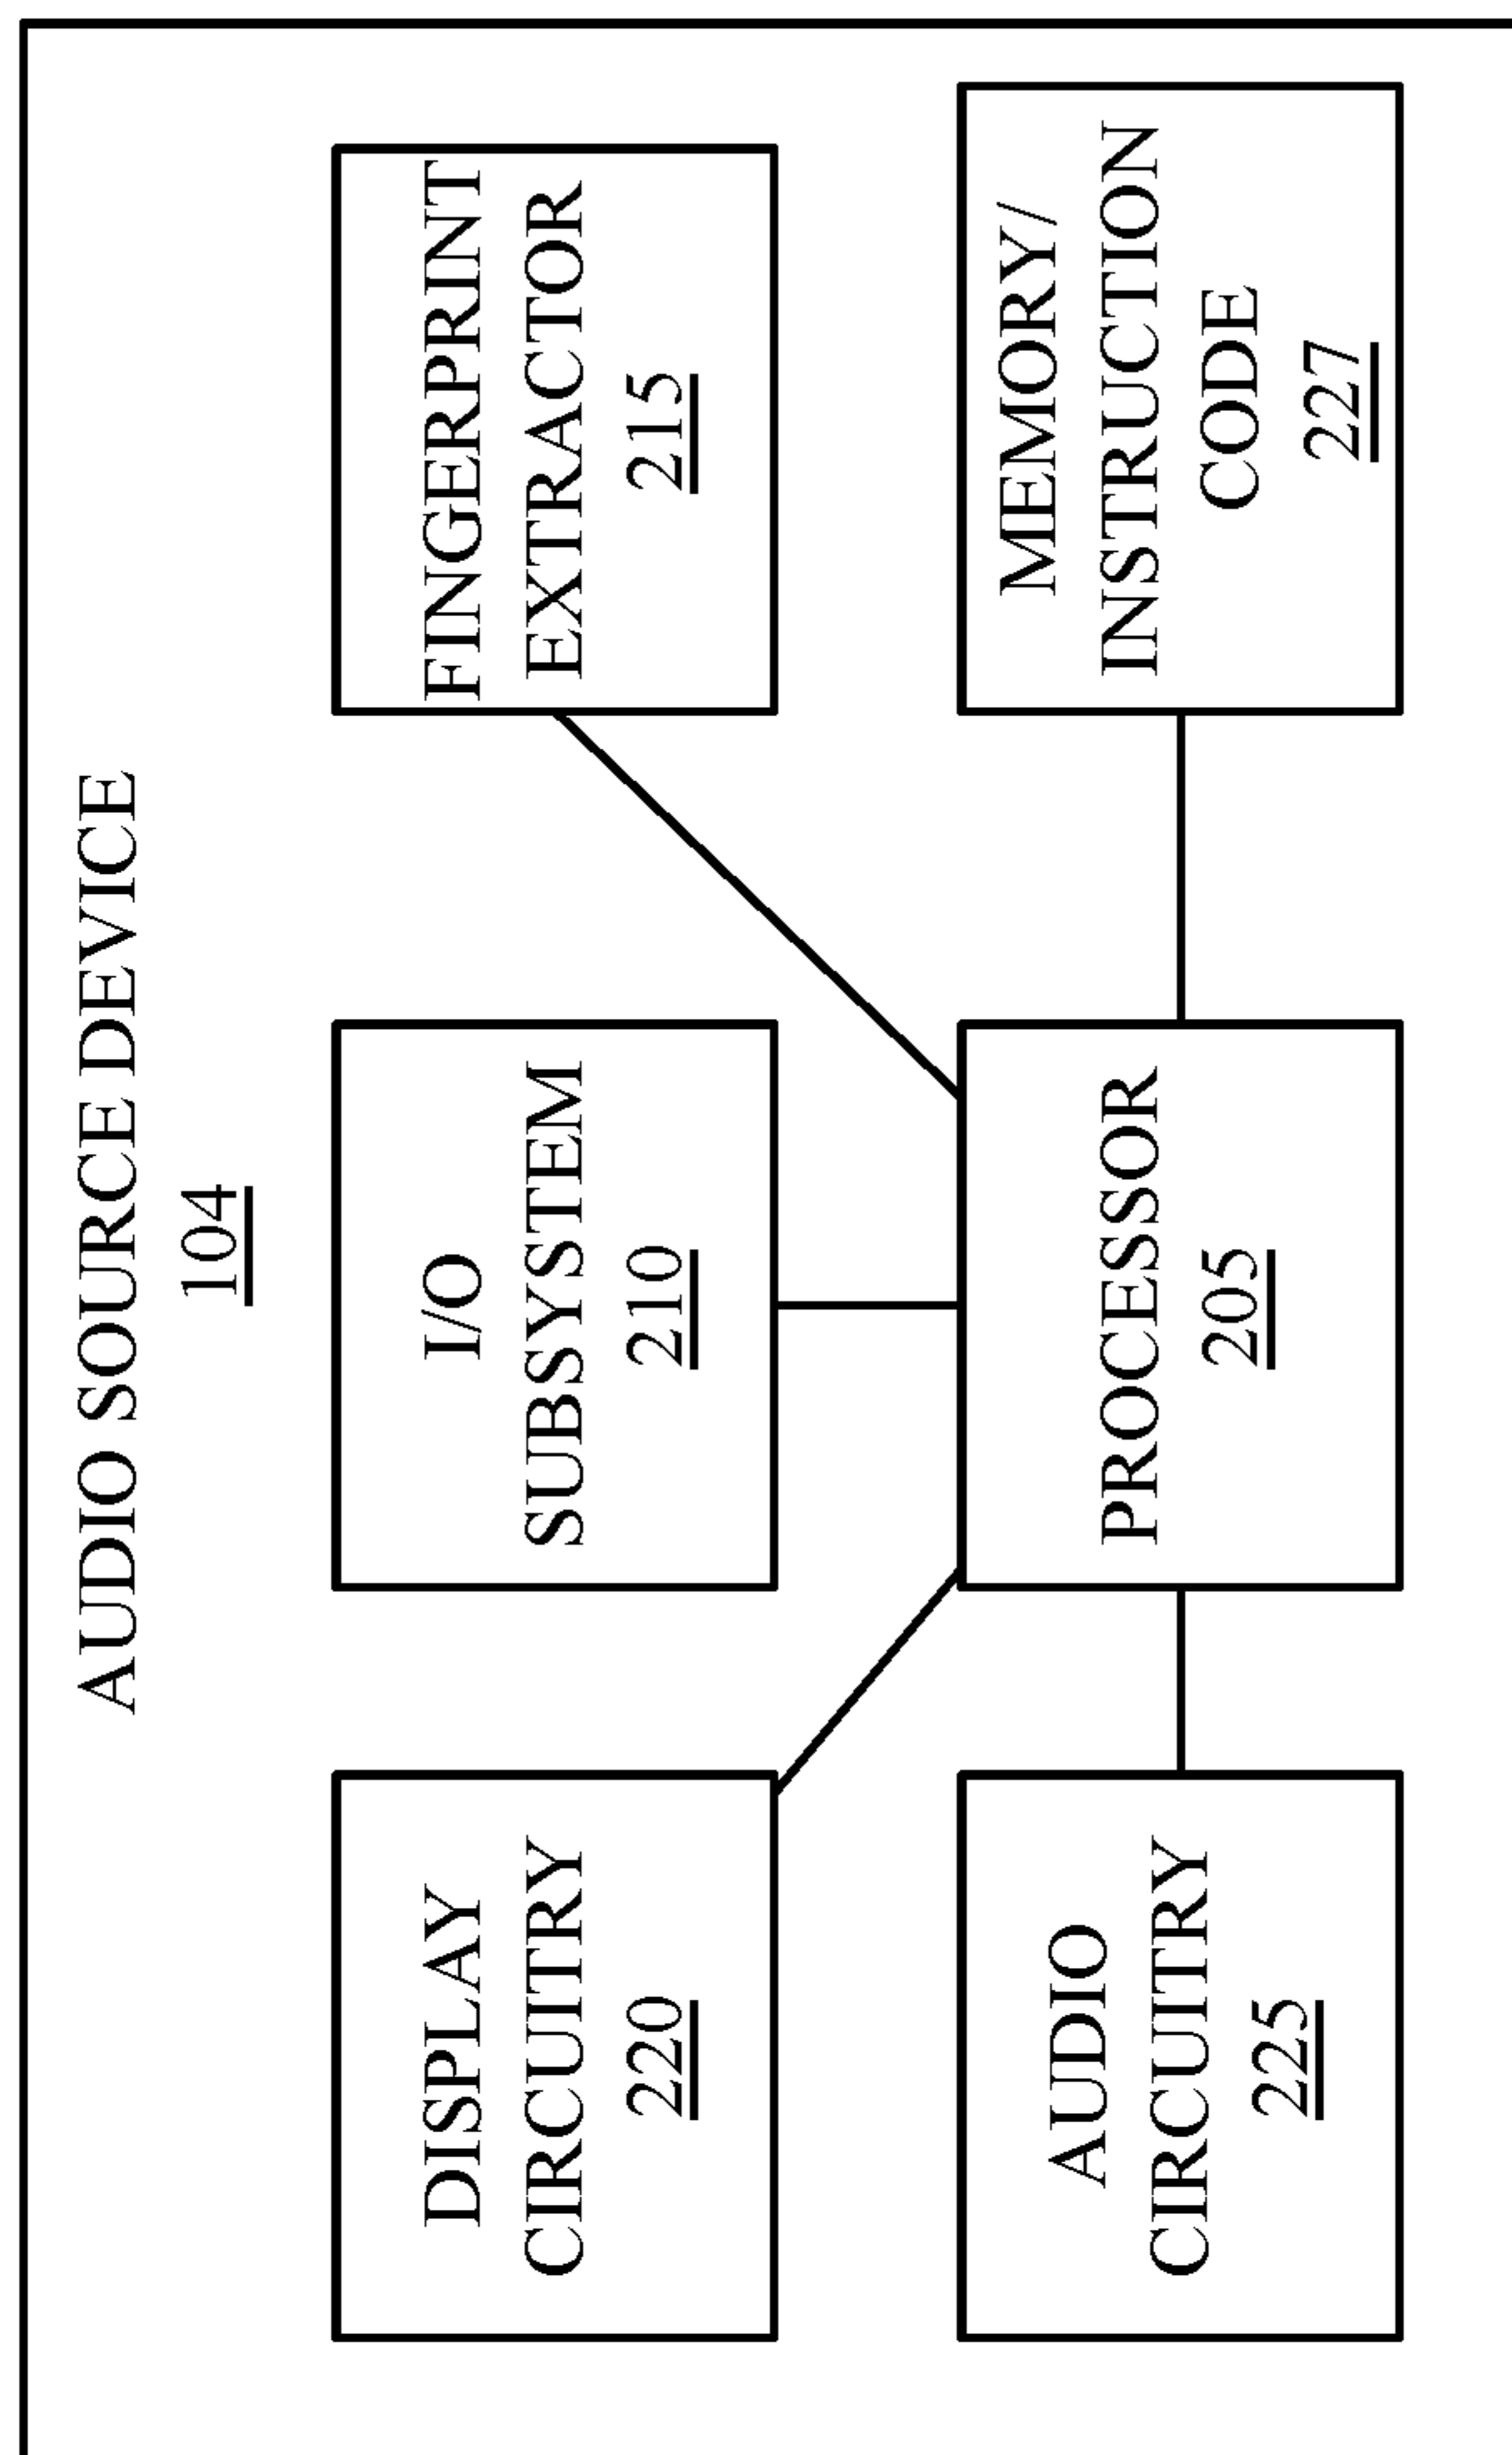 AUDIO SOURCE DEVICE
104
DISPLAY
CIRCUITRY
220
I/O
SUBSYSTEM
210
FINGERPRINT
EXTRACTOR
215
AUDIO
CIRCUITRY
225
PROCESSOR
205
MEMORY/
INSTRUCTION
CODE
227